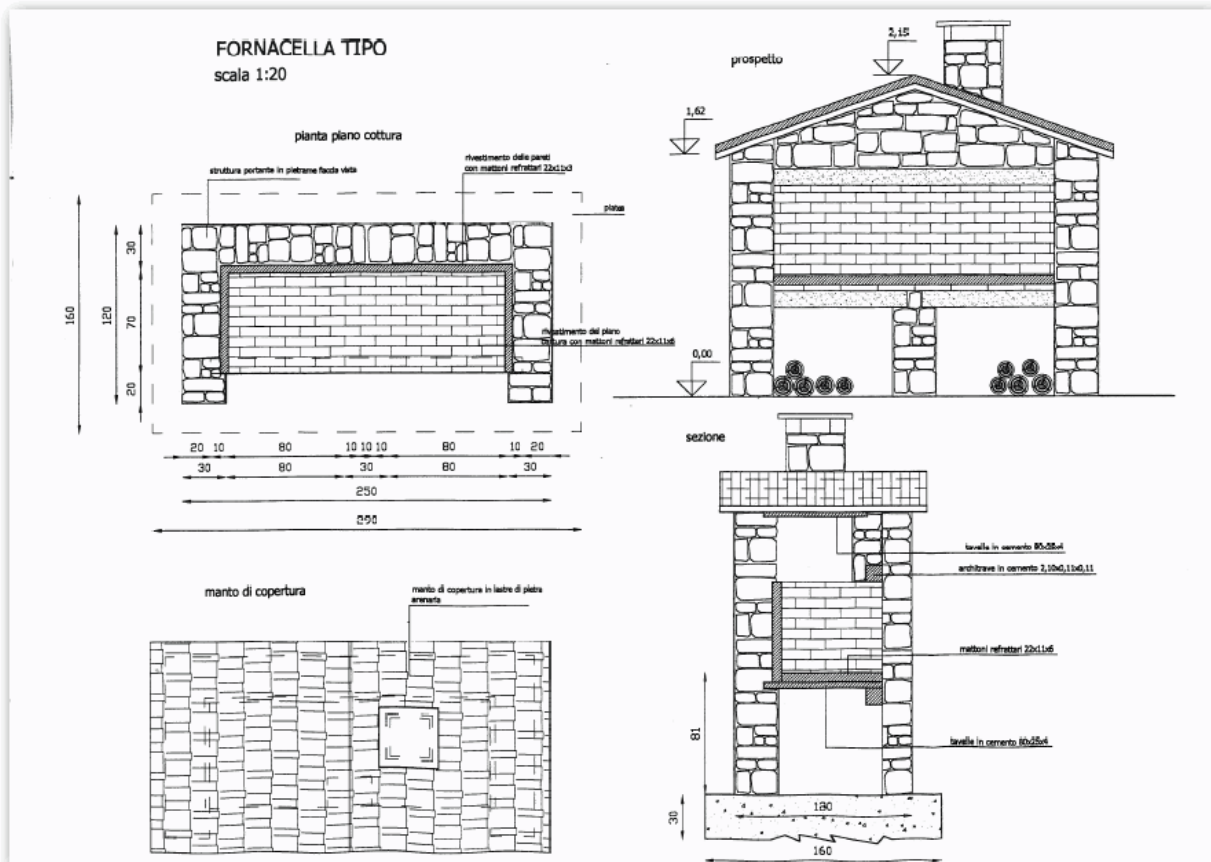 FORNACELLA TIPO
scala 1:20
pianta piano cottura
struttura portante in pietrame faccia vista
rivestimento delle pareti
con mattoni refrattari 22x11x3
platea
160
120
30
70
20
rivestimento del piano
cottura con mattoni refrattari 22x11x6
20 10 80 10 10 10 80 10 20
30 80 30 80 30
250
290
manto di copertura
manto di copertura in lastre di pietra
arenaria
prospetto
2,15
1,62
0,00
sezione
tavelle in cemento 80x25x4
architrave in cemento 2,10x0,11x0,11
mattoni refrattari 22x11x6
tavelle in cemento 80x25x4
81
30
160